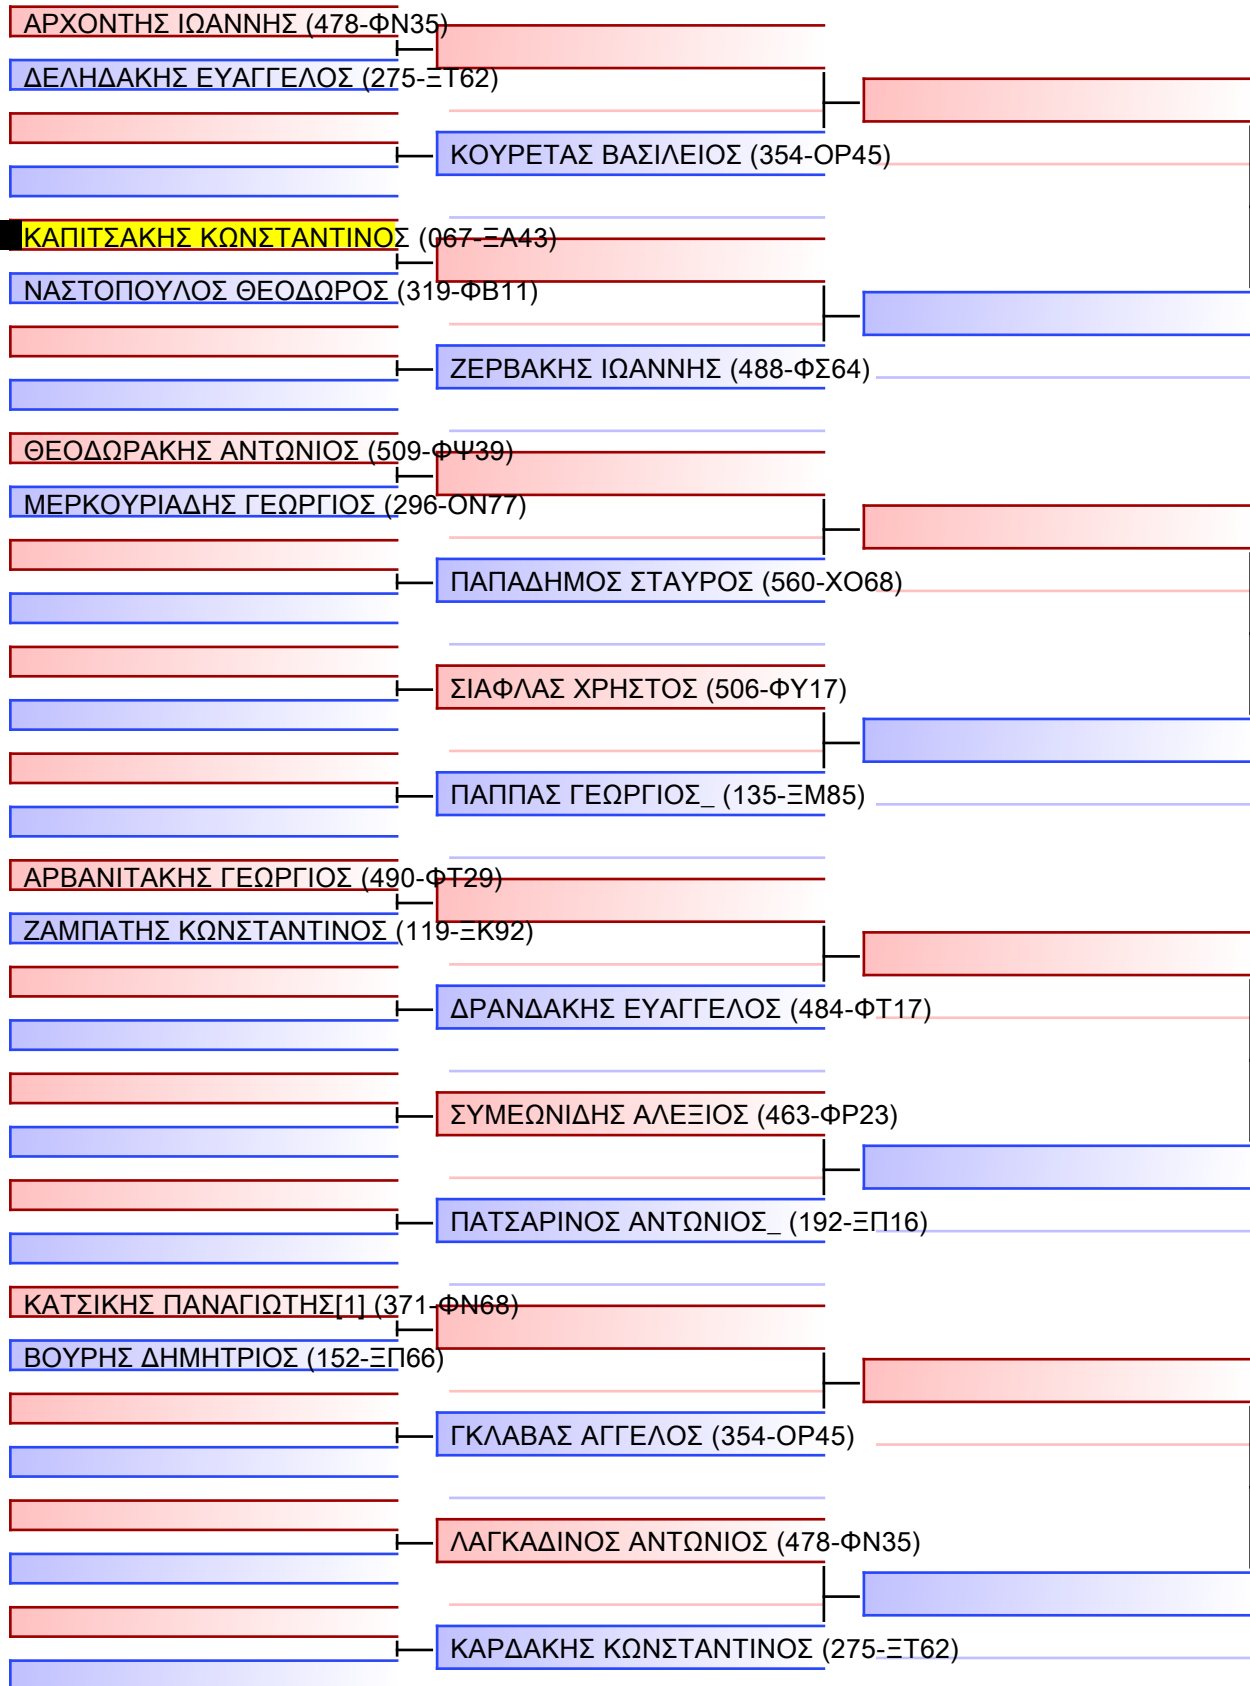 ΑΡΧΟΝΤΗΣ ΙΩΑΝΝΗΣ (478-ΦΝ35)
ΔΕΛΗΔΑΚΗΣ ΕΥΑΓΓΕΛΟΣ (275-ΞΤ62)
ΚΟΥΡΕΤΑΣ ΒΑΣΙΛΕΙΟΣ (354-ΟΡ45)
ΚΑΠΙΤΣΑΚΗΣ ΚΩΝΣΤΑΝΤΙΝΟΣ (067-ΞΑ43)
ΝΑΣΤΟΠΟΥΛΟΣ ΘΕΟΔΩΡΟΣ (319-ΦΒ11)
ΖΕΡΒΑΚΗΣ ΙΩΑΝΝΗΣ (488-ΦΣ64)
ΘΕΟΔΩΡΑΚΗΣ ΑΝΤΩΝΙΟΣ (509-ΦΨ39)
ΜΕΡΚΟΥΡΙΑΔΗΣ ΓΕΩΡΓΙΟΣ (296-ΟΝ77)
ΠΑΠΑΔΗΜΟΣ ΣΤΑΥΡΟΣ (560-ΧΟ68)
ΣΙΑΦΛΑΣ ΧΡΗΣΤΟΣ (506-ΦΥ17)
ΠΑΠΠΑΣ ΓΕΩΡΓΙΟΣ_ (135-ΞΜ85)
ΑΡΒΑΝΙΤΑΚΗΣ ΓΕΩΡΓΙΟΣ (490-ΦΤ29)
ΖΑΜΠΑΤΗΣ ΚΩΝΣΤΑΝΤΙΝΟΣ (119-ΞΚ92)
ΔΡΑΝΔΑΚΗΣ ΕΥΑΓΓΕΛΟΣ (484-ΦΤ17)
ΣΥΜΕΩΝΙΔΗΣ ΑΛΕΞΙΟΣ (463-ΦΡ23)
ΠΑΤΣΑΡΙΝΟΣ ΑΝΤΩΝΙΟΣ_ (192-ΞΠ16)
ΚΑΤΣΙΚΗΣ ΠΑΝΑΓΙΩΤΗΣ[1] (371-ΦΝ68)
ΒΟΥΡΗΣ ΔΗΜΗΤΡΙΟΣ (152-ΞΠ66)
ΓΚΛΑΒΑΣ ΑΓΓΕΛΟΣ (354-ΟΡ45)
ΛΑΓΚΑΔΙΝΟΣ ΑΝΤΩΝΙΟΣ (478-ΦΝ35)
ΚΑΡΔΑΚΗΣ ΚΩΝΣΤΑΝΤΙΝΟΣ (275-ΞΤ62)